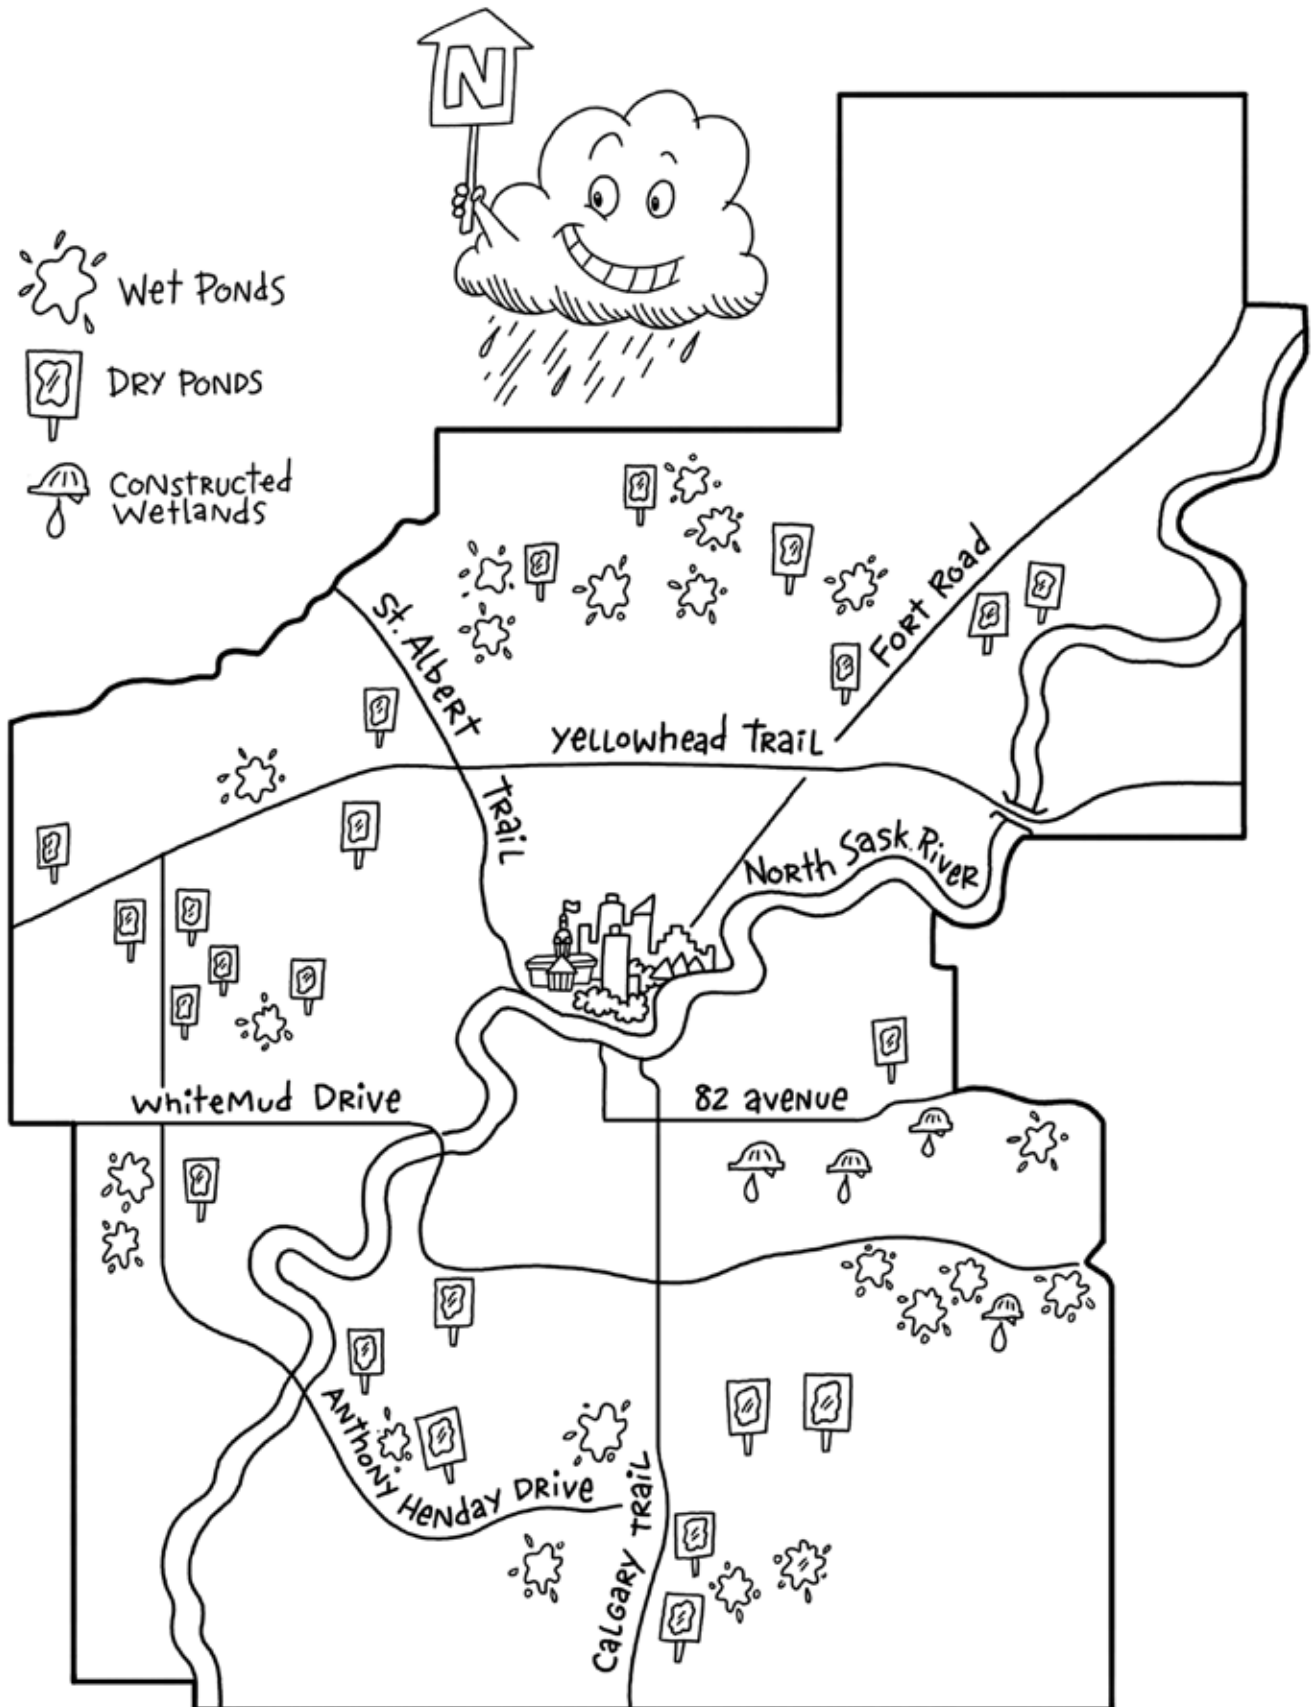 N
Wet Ponds
DRY PONDS
CONSTRUCTED
WETLANDS
FORT ROAD
St. Albert
TRAIL
Yellowhead TRAIL
NORTH SASK. RIVER
WHITEMUD DRIVE
82 AVENUE
ANTHONY HENDAY DRIVE
CALGARY TRAIL